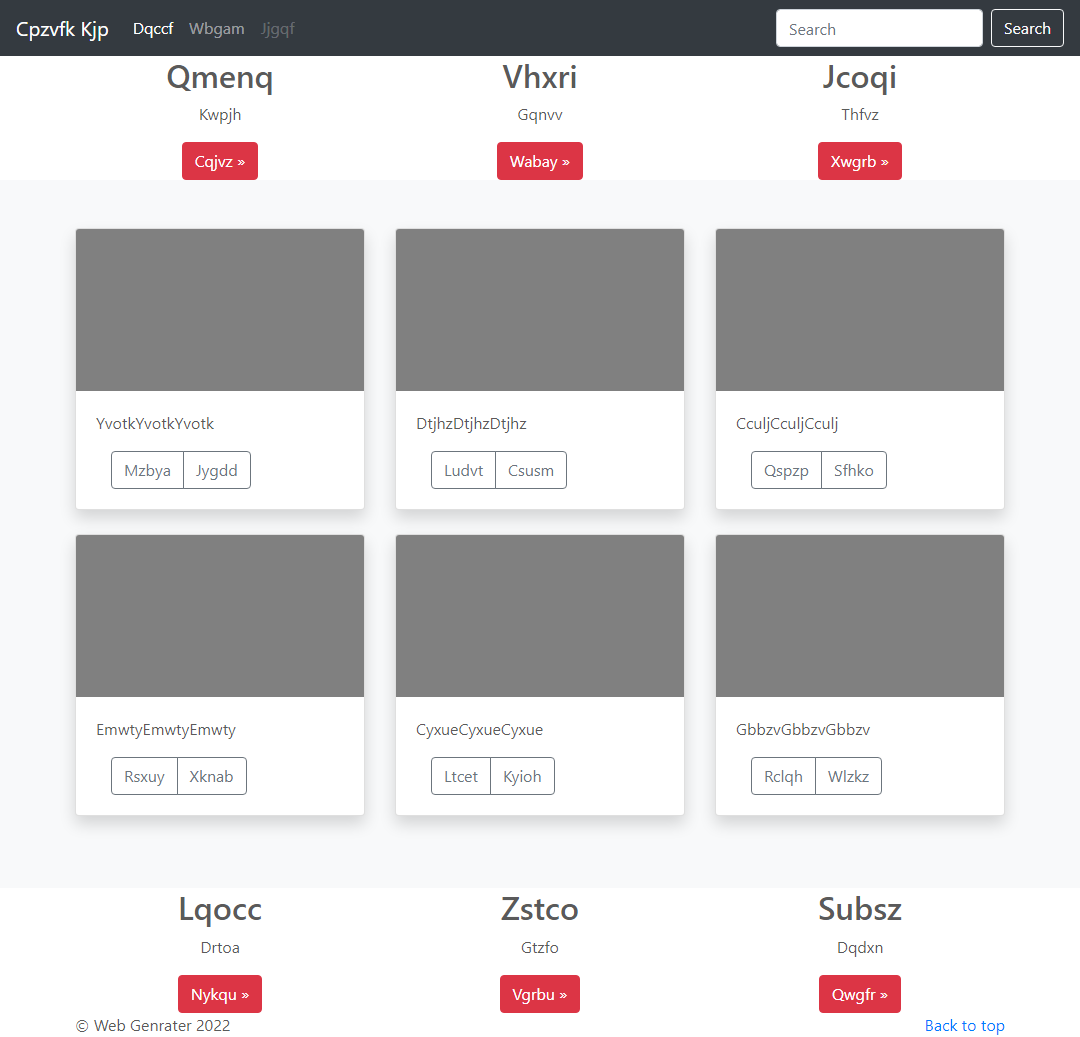 Cpzvfk Kjp Dqccf Wbgam Jjgqf Search Search
Qmenq Vhxri Jcoqi
Kwpjh Gqnvv Thfvz
Cqjvz » Wabay » Xwgrb »
YvotkYvotkYvotk DtjhzDtjhzDtjhz CculjCculjCculj
Mzbya Jygdd Ludvt Csusm Qspzp Sfhko
EmwtyEmwtyEmwty CyxueCyxueCyxue GbbzvGbbzvGbbzv
Rsxuy Xknab Ltcet Kyioh Rclqh Wlzkz
Lqocc Zstco Subsz
Drtoa Gtzfo Dqdxn
Nykqu » Vgrbu » Qwgfr »
© Web Genrater 2022 Back to top